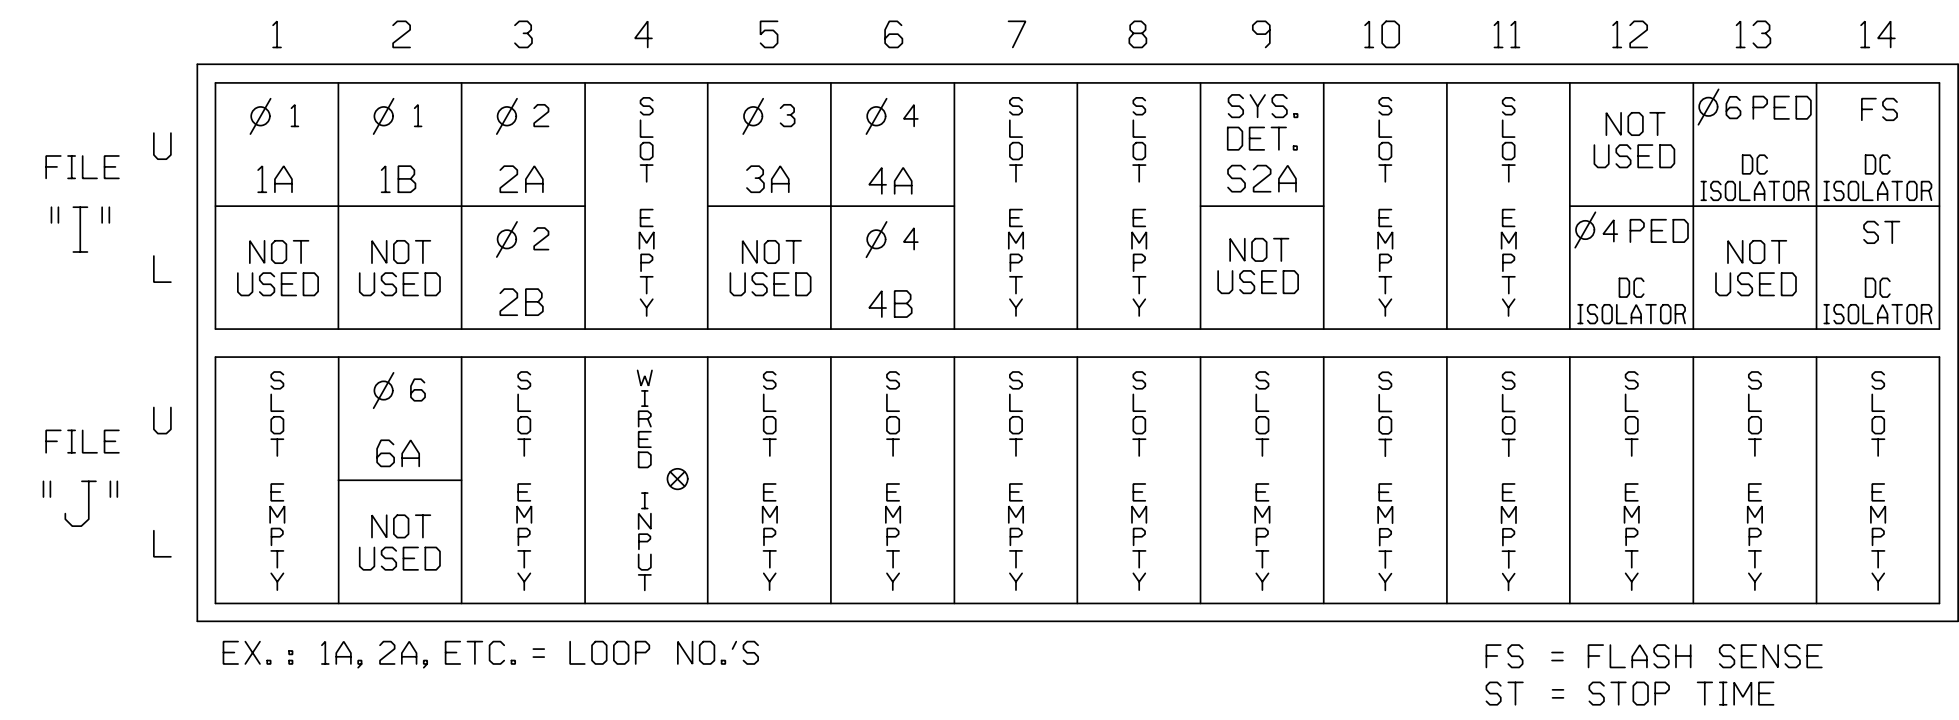 1 2 3 4 5 6 7 8 9 10 11 12 13 14
FILE "I"
U
L
Ø 1
1A
NOT USED
Ø 1
1B
NOT USED
Ø 2
2A
Ø 2
2B
SLOT EMPTY
Ø 3
3A
NOT USED
Ø 4
4A
Ø 4
4B
SLOT EMPTY
SLOT EMPTY
SYS.
DET.
S2A
NOT USED
SLOT EMPTY
SLOT EMPTY
NOT USED
Ø 4 PED
DC
ISOLATOR
Ø 6 PED
DC
ISOLATOR
NOT USED
FS
DC
ISOLATOR
ST
DC
ISOLATOR
FILE "J"
U
L
SLOT EMPTY
Ø 6
6A
NOT USED
SLOT EMPTY
WIRED INPUT
⊗
SLOT EMPTY
SLOT EMPTY
SLOT EMPTY
SLOT EMPTY
SLOT EMPTY
SLOT EMPTY
SLOT EMPTY
SLOT EMPTY
SLOT EMPTY
SLOT EMPTY
EX.: 1A, 2A, ETC. = LOOP NO.'S
FS = FLASH SENSE
ST = STOP TIME